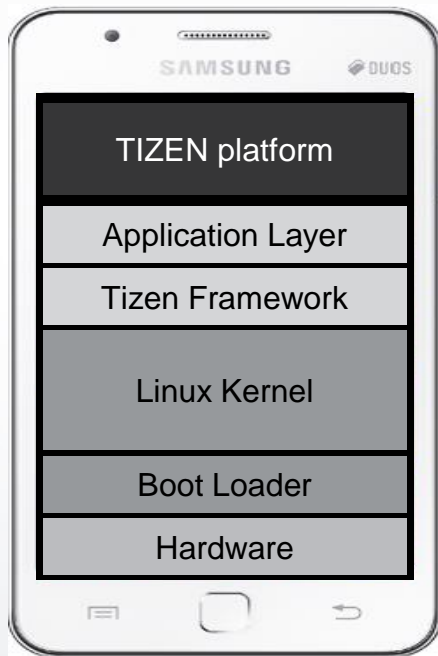 SAMSUNG
DUOS
TIZEN platform
Application Layer
Tizen Framework
Linux Kernel
Boot Loader
Hardware